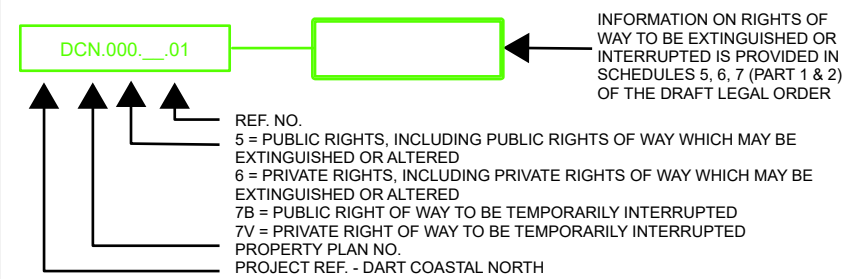 DCN.000.__.01
INFORMATION ON RIGHTS OF
WAY TO BE EXTINGUISHED OR
INTERRUPTED IS PROVIDED IN
SCHEDULES 5, 6, 7 (PART 1 & 2)
OF THE DRAFT LEGAL ORDER
REF. NO.
5 = PUBLIC RIGHTS, INCLUDING PUBLIC RIGHTS OF WAY WHICH MAY BE
EXTINGUISHED OR ALTERED
6 = PRIVATE RIGHTS, INCLUDING PRIVATE RIGHTS OF WAY WHICH MAY BE
EXTINGUISHED OR ALTERED
7B = PUBLIC RIGHT OF WAY TO BE TEMPORARILY INTERRUPTED
7V = PRIVATE RIGHT OF WAY TO BE TEMPORARILY INTERRUPTED
PROPERTY PLAN NO.
PROJECT REF. - DART COASTAL NORTH